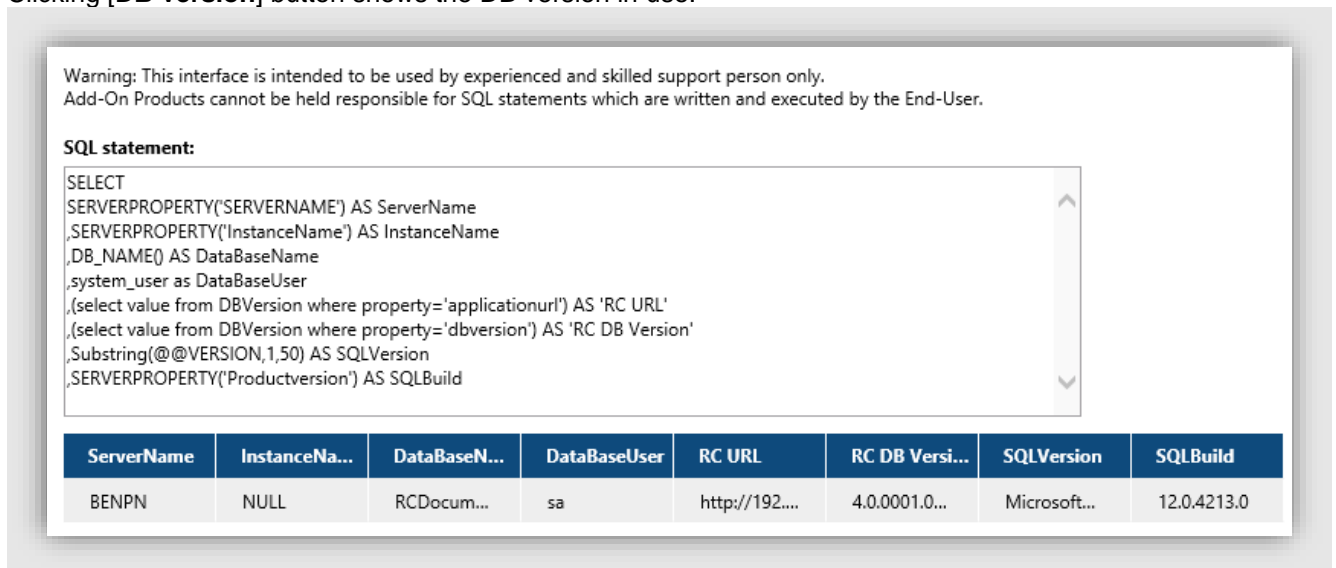 Clicking [DB version] button shows the DB version in use.
Warning: This interface is intended to be used by experienced and skilled support person only.
Add-On Products cannot be held responsible for SQL statements which are written and executed by the End-User.
SQL statement:
SELECT
SERVERPROPERTY('SERVERNAME') AS ServerName
,SERVERPROPERTY('InstanceName') AS InstanceName
,DB_NAME() AS DataBaseName
,system_user as DataBaseUser
,(select value from DBVersion where property='applicationurl') AS 'RC URL'
,(select value from DBVersion where property='dbversion') AS 'RC DB Version'
,Substring(@@VERSION,1,50) AS SQLVersion
,SERVERPROPERTY('Productversion') AS SQLBuild
ServerName InstanceNa... DataBaseN... DataBaseUser RC URL RC DB Versi... SQLVersion SQLBuild
BENPN NULL RCDocum... sa http://192.... 4.0.0001.0... Microsoft... 12.0.4213.0